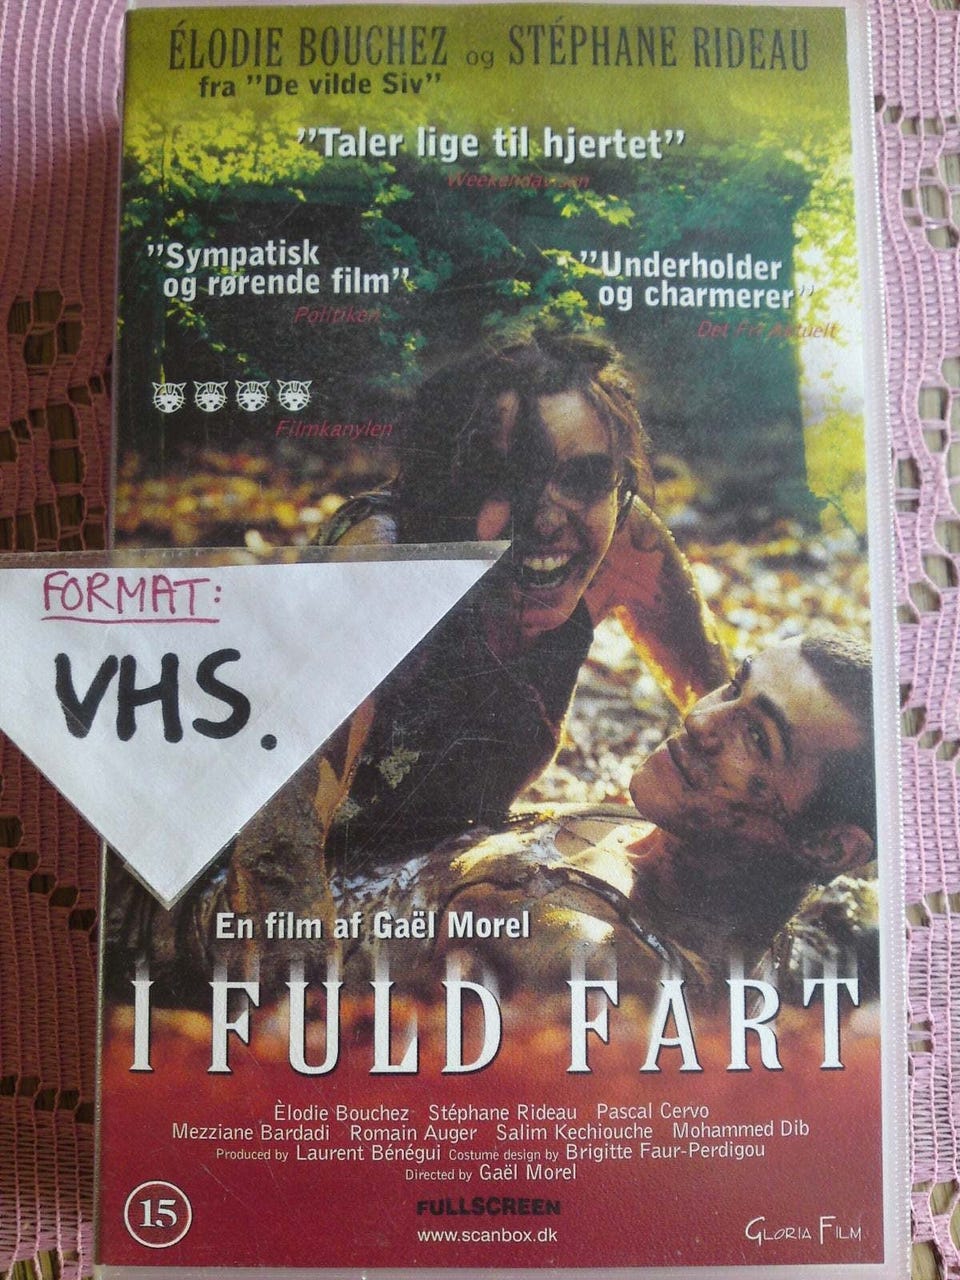 ÉLODIE BOUCHEZ og STÉPHANE RIDEAU
fra "De vilde Siv"
"Taler lige til hjertet"
Weekendavisen
"Sympatisk
og rørende film"
Politiken
"Underholder
og charmerer"
Det Fri Aktuelt
Filmkanylen
FORMAT:
VHS.
En film af Gaël Morel
I FULD FART
Èlodie Bouchez Stéphane Rideau Pascal Cervo
Mezziane Bardadi Romain Auger Salim Kechiouche Mohammed Dib
Produced by Laurent Bénégui Costume design by Brigitte Faur-Perdigou
Directed by Gaël Morel
15
FULLSCREEN
www.scanbox.dk
GLORIA FILM